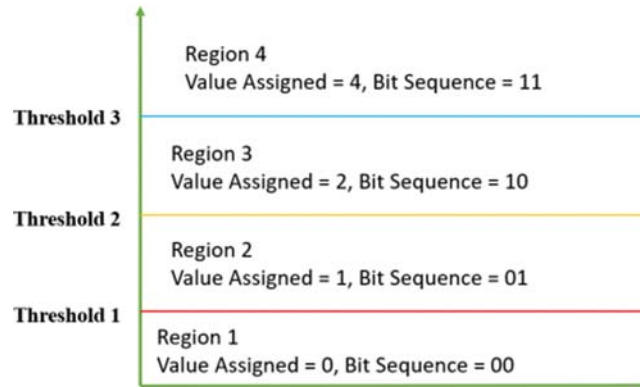 Region 4
Value Assigned = 4, Bit Sequence = 11
Threshold 3
Region 3
Value Assigned = 2, Bit Sequence = 10
Threshold 2
Region 2
Value Assigned = 1, Bit Sequence = 01
Threshold 1
Region 1
Value Assigned = 0, Bit Sequence = 00